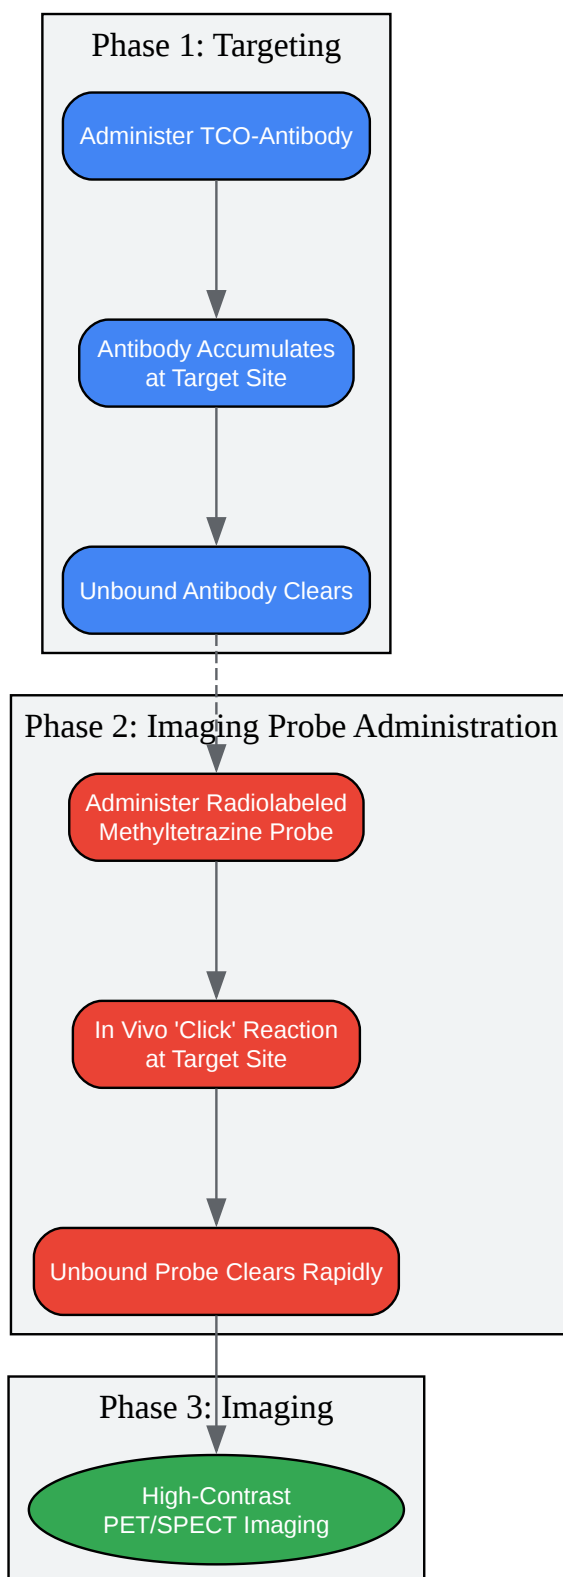 Phase 1: Targeting
Administer TCO-Antibody
Antibody Accumulates
at Target Site
Unbound Antibody Clears
Phase 2: Imaging Probe Administration
Administer Radiolabeled
Methyltetrazine Probe
In Vivo 'Click' Reaction
at Target Site
Unbound Probe Clears Rapidly
Phase 3: Imaging
High-Contrast
PET/SPECT Imaging